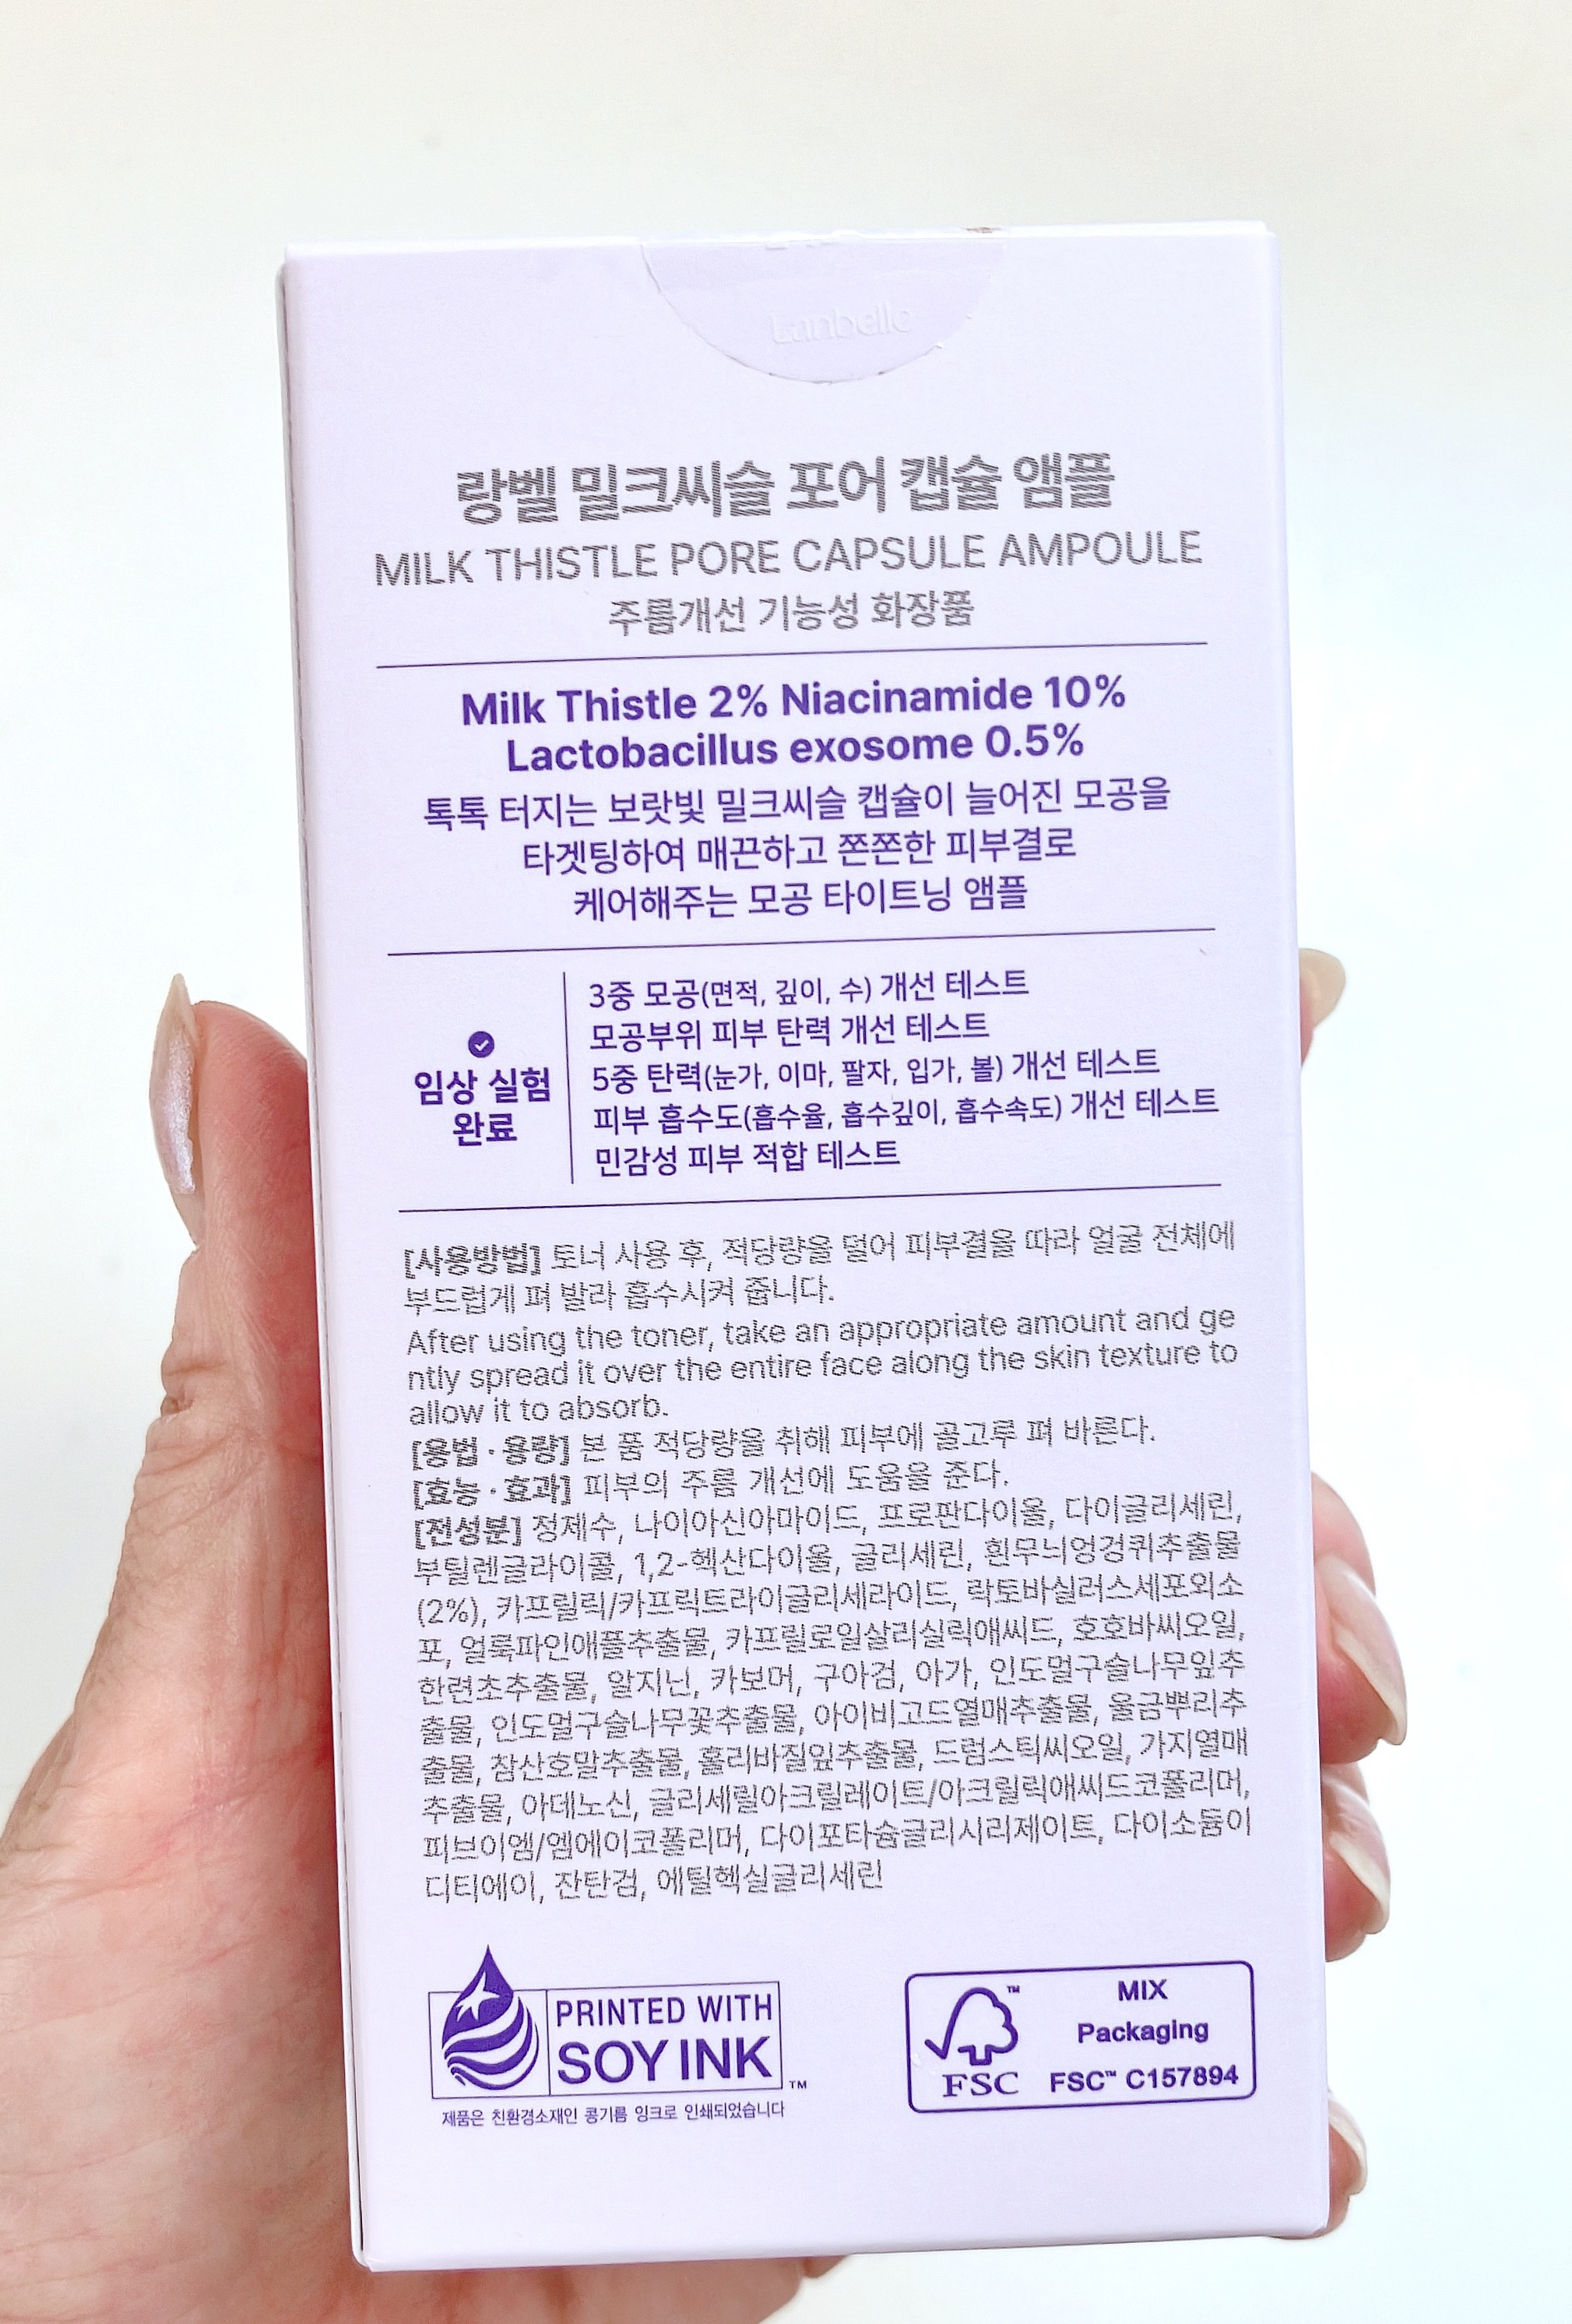 Lanbelle
랑벨 밀크씨슬 포어 캡슐 앰플
MILK THISTLE PORE CAPSULE AMPOULE
주름개선 기능성 화장품
Milk Thistle 2% Niacinamide 10%
Lactobacillus exosome 0.5%
톡톡 터지는 보랏빛 밀크씨슬 캡슐이 늘어진 모공을
타겟팅하여 매끈하고 쫀쫀한 피부결로
케어해주는 모공 타이트닝 앰플
임상 실험
완료
3중 모공(면적, 깊이, 수) 개선 테스트
모공부위 피부 탄력 개선 테스트
5중 탄력(눈가, 이마, 팔자, 입가, 볼) 개선 테스트
피부 흡수도(흡수율, 흡수깊이, 흡수속도) 개선 테스트
민감성 피부 적합 테스트
[사용방법] 토너 사용 후, 적당량을 덜어 피부결을 따라 얼굴 전체에
부드럽게 펴 발라 흡수시켜 줍니다.
After using the toner, take an appropriate amount and ge
ntly spread it over the entire face along the skin texture to
allow it to absorb.
[용법·용량] 본 품 적당량을 취해 피부에 골고루 펴 바른다.
[효능·효과] 피부의 주름 개선에 도움을 준다.
[전성분] 정제수, 나이아신아마이드, 프로판다이올, 다이글리세린,
부틸렌글라이콜, 1,2-헥산다이올, 글리세린, 흰무늬엉겅퀴추출물
(2%), 카프릴릭/카프릭트라이글리세라이드, 락토바실러스세포외소
포, 얼룩파인애플추출물, 카프릴로일살리실릭애씨드, 호호바씨오일,
한련초추출물, 알지닌, 카보머, 구아검, 아가, 인도멀구슬나무잎추
출물, 인도멀구슬나무꽃추출물, 아이비고드열매추출물, 울금뿌리추
출물, 참산호말추출물, 홀리바질잎추출물, 드럼스틱씨오일, 가지열매
추출물, 아데노신, 글리세릴아크릴레이트/아크릴릭애씨드코폴리머,
피브이엠/엠에이코폴리머, 다이포타슘글리시리제이트, 다이소듐이
디티에이, 잔탄검, 에틸헥실글리세린
PRINTED WITH
SOY INK ™
제품은 친환경소재인 콩기름 잉크로 인쇄되었습니다
™
FSC
MIX
Packaging
FSC™ C157894